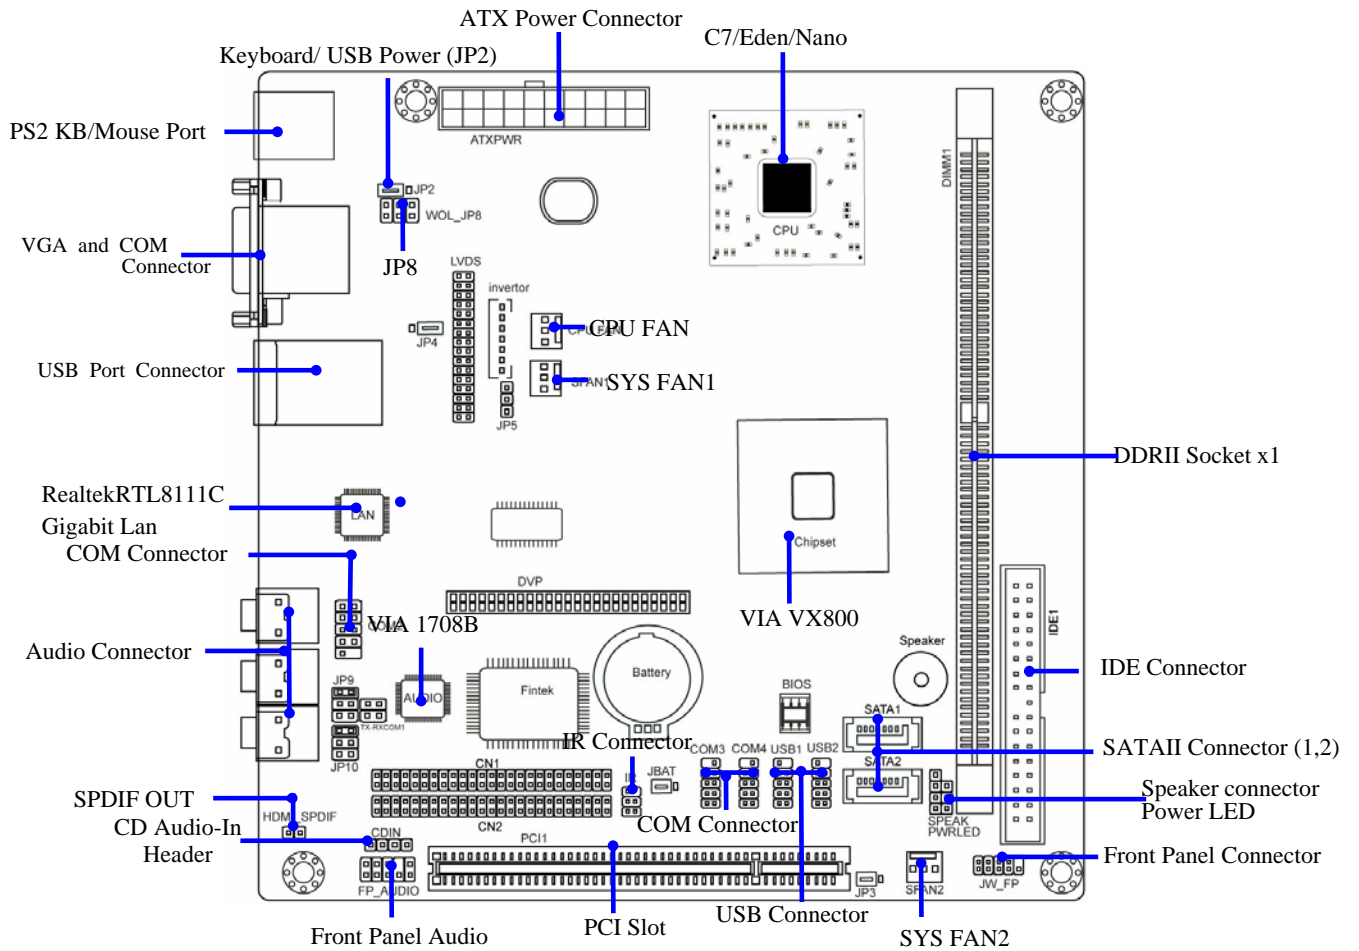 ATX Power Connector
C7/Eden/Nano
Keyboard/ USB Power (JP2)
PS2 KB/Mouse Port
ATXPWR
DIMM1
JP2
WOL_JP8
CPU
VGA and COM
Connector
JP8
LVDS
invertor
CPU FAN
JP4
USB Port Connector
SYS FAN1
JP5
DDRII Socket x1
RealtekRTL8111C
Gigabit Lan
LAN
Chipset
COM Connector
DVP
VIA VX800
IDE1
VIA 1708B
Speaker
Audio Connector
IDE Connector
Battery
JP9
AUDIO
Fintek
BIOS
TX-RXCOM1
SATA1
IR Connector
COM3
COM4
USB1
USB2
SATAII Connector (1,2)
JP10
CN1
JBAT
SATA2
SPDIF OUT
Speaker connector
Power LED
HDMI_SPDIF
CD Audio-In
Header
CDIN
CN2
COM Connector
SPEAK
PWRLED
PCI1
Front Panel Connector
FP_AUDIO
JP3
SFAN2
JW_FP
Front Panel Audio
PCI Slot
USB Connector
SYS FAN2